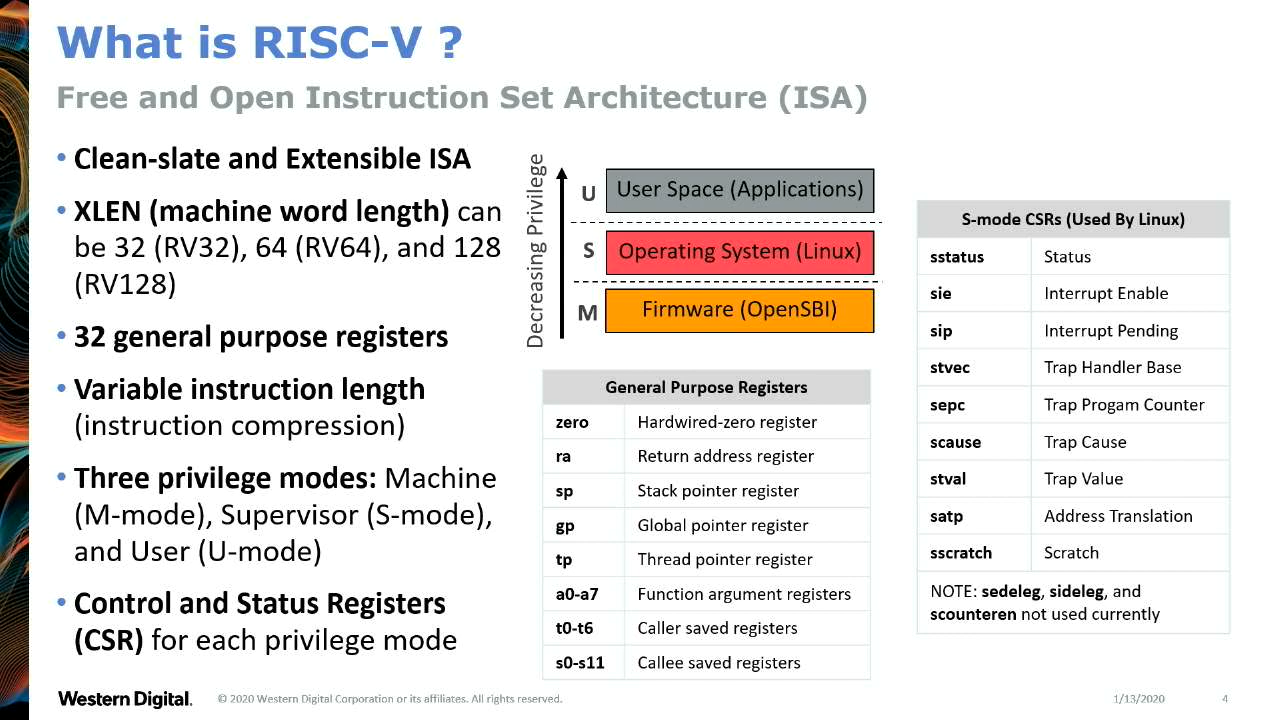 What is RISC-V ?
Free and Open Instruction Set Architecture (ISA)
• Clean-slate and Extensible ISA
• XLEN (machine word length) can
be 32 (RV32), 64 (RV64), and 128
(RV128)
• 32 general purpose registers
• Variable instruction length
(instruction compression)
• Three privilege modes: Machine
(M-mode), Supervisor (S-mode),
and User (U-mode)
• Control and Status Registers
(CSR) for each privilege mode
Decreasing Privilege
U User Space (Applications)
S Operating System (Linux)
M Firmware (OpenSBI)
General Purpose Registers
zero Hardwired-zero register
ra Return address register
sp Stack pointer register
gp Global pointer register
tp Thread pointer register
a0-a7 Function argument registers
t0-t6 Caller saved registers
s0-s11 Callee saved registers
S-mode CSRs (Used By Linux)
sstatus Status
sie Interrupt Enable
sip Interrupt Pending
stvec Trap Handler Base
sepc Trap Progam Counter
scause Trap Cause
stval Trap Value
satp Address Translation
sscratch Scratch
NOTE: sedeleg, sideleg, and
scounteren not used currently
Western Digital.
© 2020 Western Digital Corporation or its affiliates. All rights reserved.
1/13/2020
4